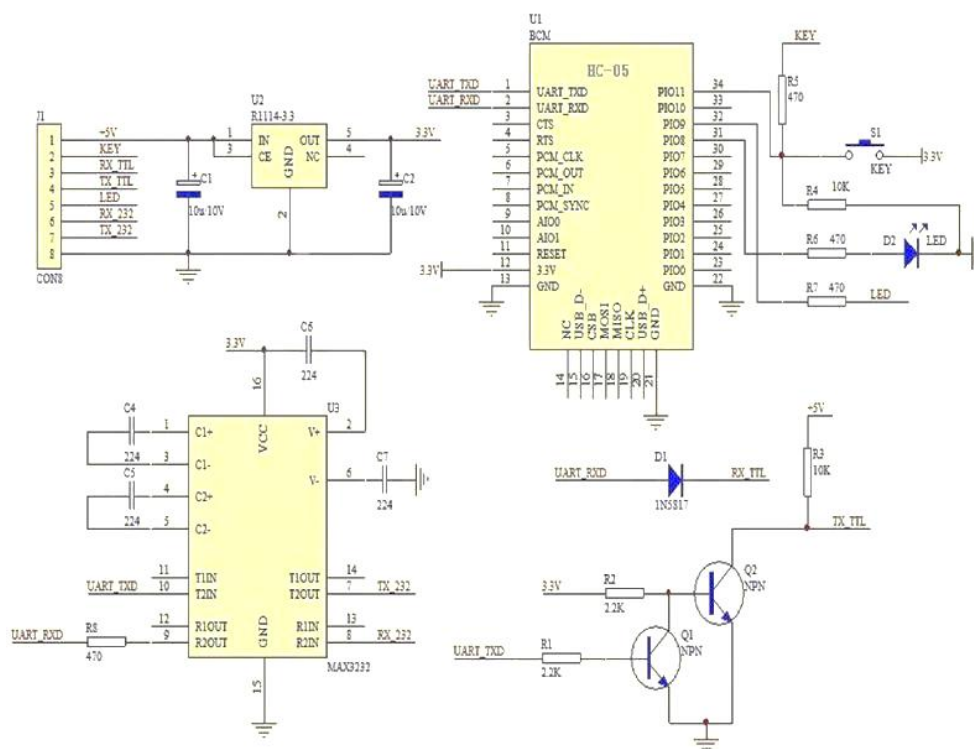 U1
BCM
HC-05
UART_TXD 1 UART_TXD
UART_RXD 2 UART_RXD
3 CTS
4 RTS
5 PCM_CLK
6 PCM_OUT
7 PCM_IN
8 PCM_SYNC
9 AIO0
10 AIO1
11 RESET
3.3V 12 3.3V
13 GND
PIO11 34
PIO10 33
PIO9 32
PIO8 31
PIO7 30
PIO6 29
PIO5 28
PIO4 27
PIO3 26
PIO2 25
PIO1 24
PIO0 23
GND 22
NC 14
USB_D- 15
CSB 16
MOSI 17
MISO 18
CLK 19
USB_D+ 20
GND 21
KEY
R5
470
S1
KEY
3.3V
R4 10K
R6 470
D2 LED
R7 470 LED
J1
1 +5V
2 KEY
3 RX_TTL
4 TX_TTL
5 LED
6 RX_232
7 TX_232
8
CON8
U2
R1114-33
1 IN
3 CE
GND
2
OUT 5
NC 4
3.3V
C1
10u/10V
C2
10u/10V
3.3V
C6
224
16
VCC
U3
C4
224
1 C1+
3 C1-
C5
224
4 C2+
5 C2-
V+ 2
V- 6
C7
224
11 T1IN
UART_TXD 10 T2IN
T1OUT 14
T2OUT 7 TX_232
12 R1OUT
UART_RXD R8 9 R2OUT
470
R1IN 13
R2IN 8 RX_232
GND
15
MAX3232
UART_RXD D1 RX_TTL
1N5817
+5V
R3
10K
TX_TTL
Q2
NPN
3.3V R2
2.2K
Q1
NPN
UART_TXD R1
2.2K